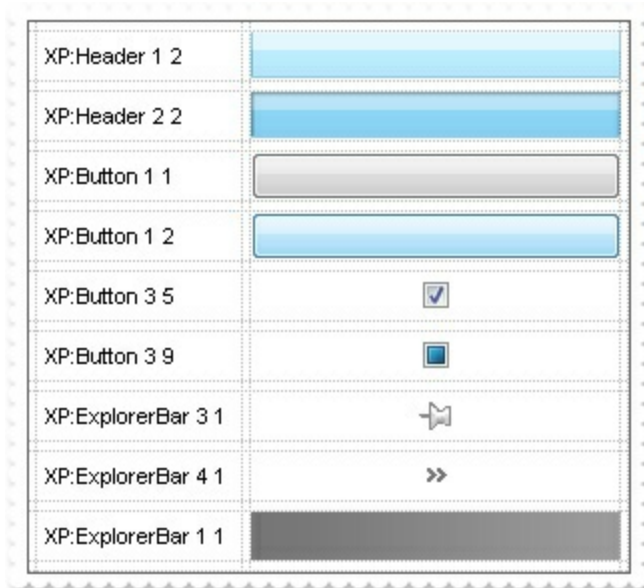 XP:Header 1 2
XP:Header 2 2
XP:Button 1 1
XP:Button 1 2
XP:Button 3 5
XP:Button 3 9
XP:ExplorerBar 3 1
XP:ExplorerBar 4 1
XP:ExplorerBar 1 1